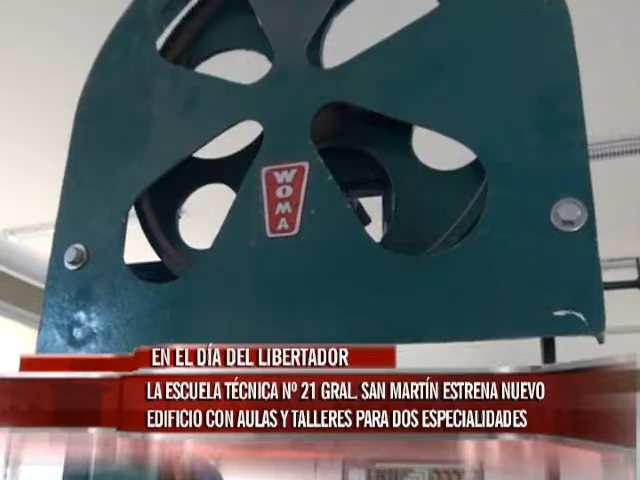 WOMA
EN EL DÍA DEL LIBERTADOR
LA ESCUELA TÉCNICA Nº 21 GRAL. SAN MARTÍN ESTRENA NUEVO
EDIFICIO CON AULAS Y TALLERES PARA DOS ESPECIALIDADES